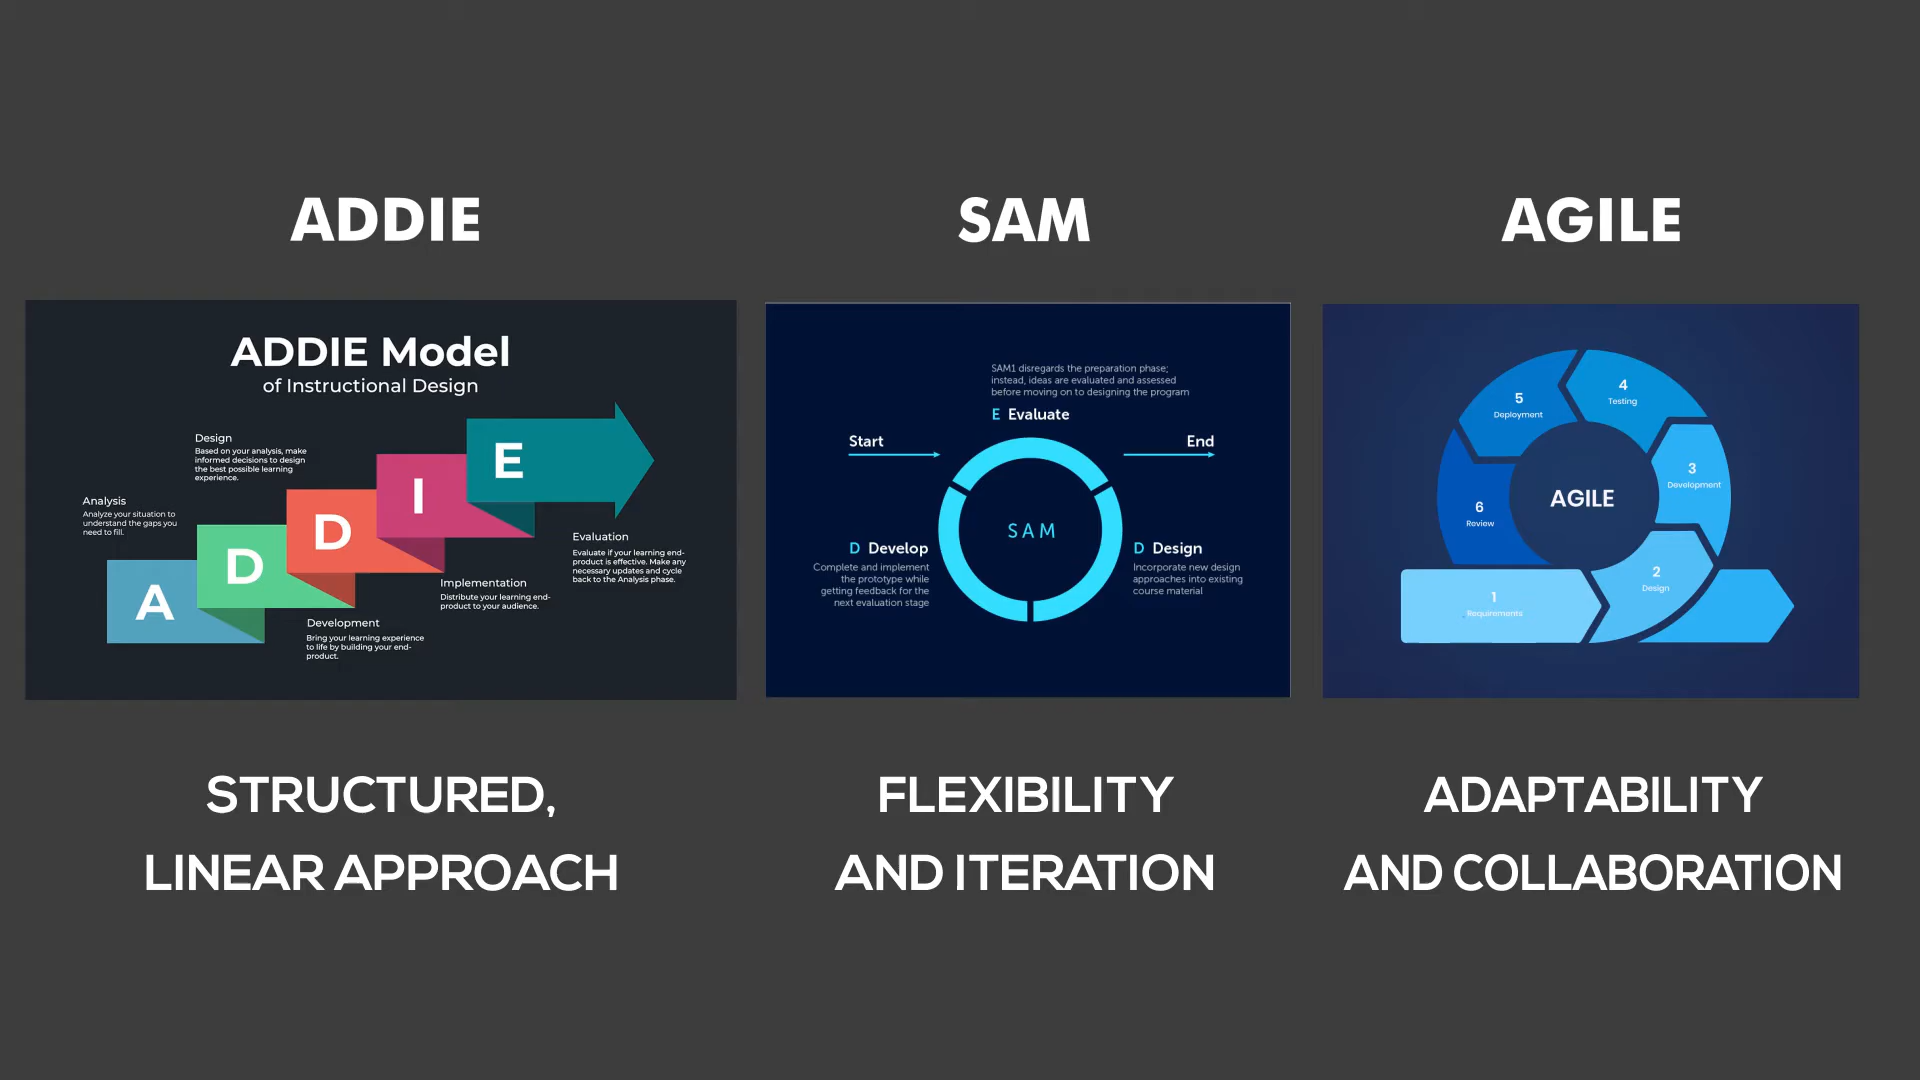 ADDIE
ADDIE Model
of Instructional Design
Design
Based on your analysis, make
informed decisions to design
the best possible learning
experience.
Analysis
Analyze your situation to
understand the gaps you
need to fill.
A
D
D
I
E
Evaluation
Evaluate if your learning end-
product is effective. Make any
necessary updates and cycle
back to the Analysis phase.
Implementation
Distribute your learning end-
product to your audience.
Development
Bring your learning experience
to life by building your end-
product.
STRUCTURED,
LINEAR APPROACH
SAM
SAM1 disregards the preparation phase;
instead, ideas are evaluated and assessed
before moving on to designing the program
E Evaluate
Start
End
SAM
D Develop
Complete and implement
the prototype while
getting feedback for the
next evaluation stage
D Design
Incorporate new design
approaches into existing
course material
FLEXIBILITY
AND ITERATION
AGILE
5
Deployment
4
Testing
3
Development
AGILE
6
Review
2
Design
1
Requirements
ADAPTABILITY
AND COLLABORATION